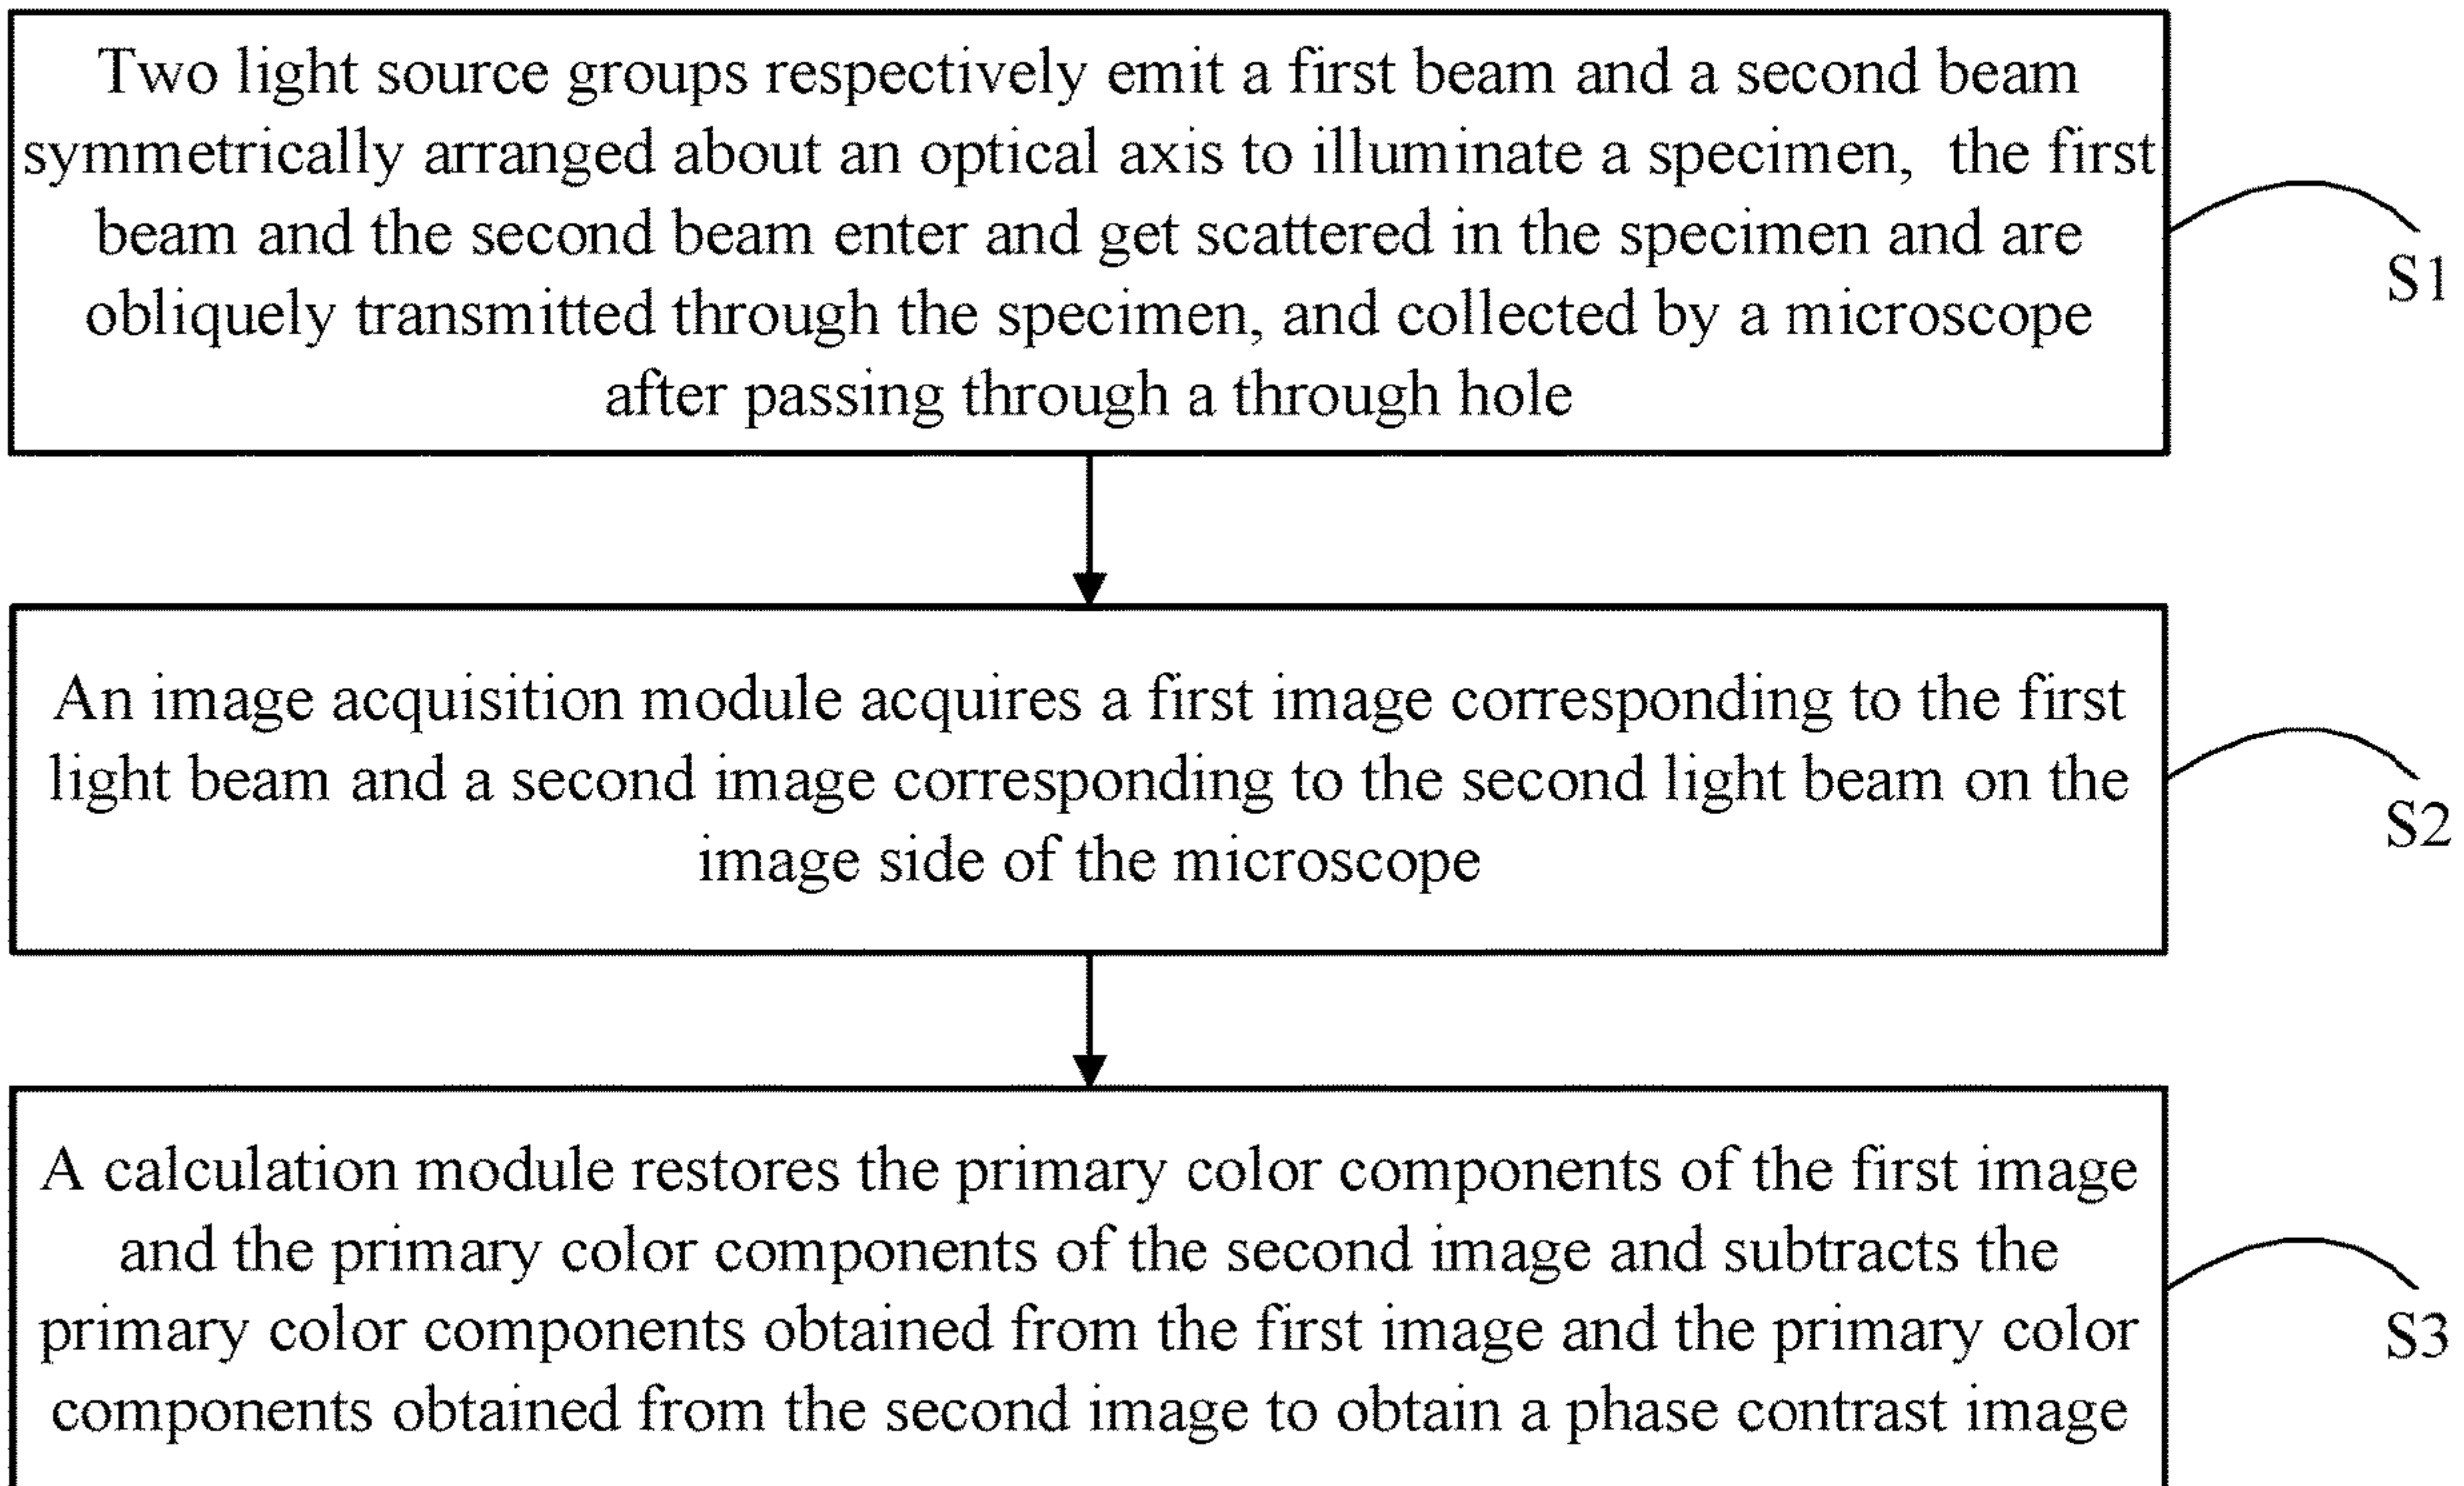 Two light source groups respectively emit a first beam and a second beam
symmetrically arranged about an optical axis to illuminate a specimen, the first
beam and the second beam enter and get scattered in the specimen and are
obliquely transmitted through the specimen, and collected by a microscope
after passing through a through hole
S1
An image acquisition module acquires a first image corresponding to the first
light beam and a second image corresponding to the second light beam on the
image side of the microscope
S2
A calculation module restores the primary color components of the first image
and the primary color components of the second image and subtracts the
primary color components obtained from the first image and the primary color
components obtained from the second image to obtain a phase contrast image
S3